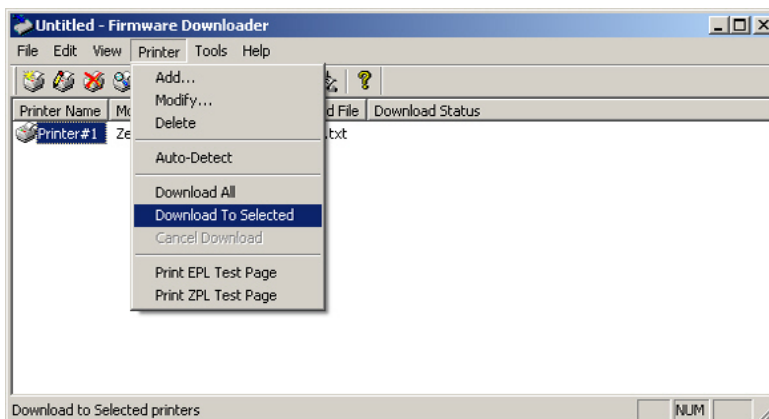 Untitled - Firmware Downloader
File Edit View Printer Tools Help
Printer Name Mo d File Download Status
Printer#1 Ze .txt
Add...
Modify...
Delete
Auto-Detect
Download All
Download To Selected
Cancel Download
Print EPL Test Page
Print ZPL Test Page
Download to Selected printers NUM